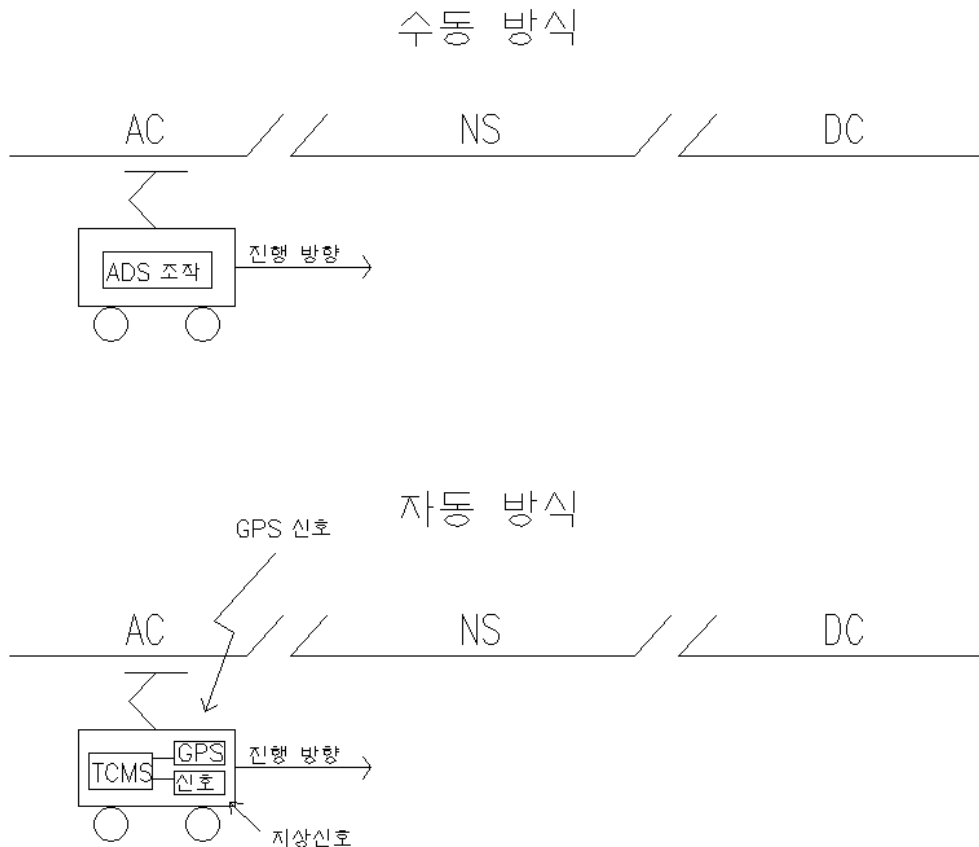 수동 방식
AC NS DC
진행 방향
ADS 조작
자동 방식
GPS 신호
AC NS DC
GPS
진행 방향
TCMS
신호
지상신호